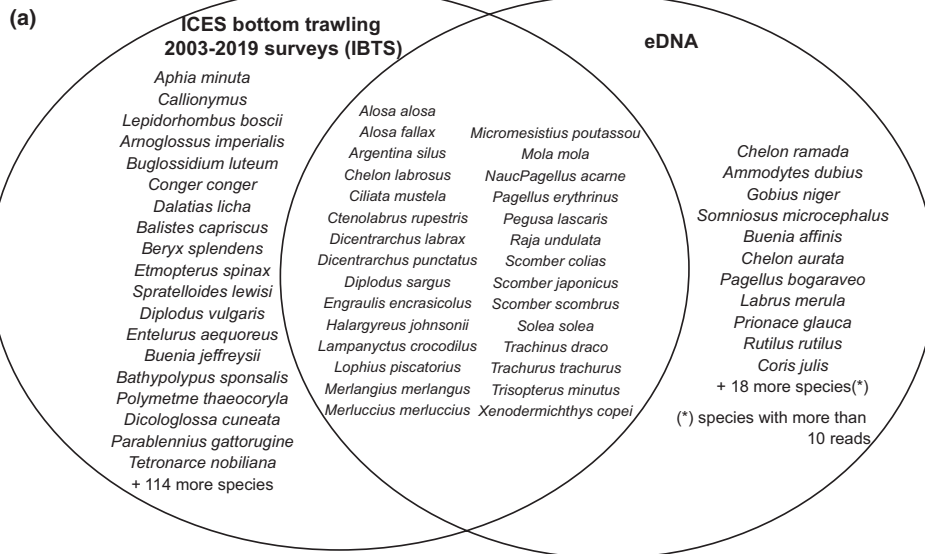 (a)
ICES bottom trawling
2003-2019 surveys (IBTS)
Aphia minuta
Callionymus
Lepidorhombus boscii
Arnoglossus imperialis
Buglossidium luteum
Conger conger
Dalatias licha
Balistes capriscus
Beryx splendens
Etmopterus spinax
Spratelloides lewisi
Diplodus vulgaris
Entelurus aequoreus
Buenia jeffreysii
Bathypolypus sponsalis
Polymetme thaeocoryla
Dicologlossa cuneata
Parablennius gattorugine
Tetronarce nobiliana
+ 114 more species
Alosa alosa
Alosa fallax
Argentina silus
Chelon labrosus
Ciliata mustela
Ctenolabrus rupestris
Dicentrarchus labrax
Dicentrarchus punctatus
Diplodus sargus
Engraulis encrasicolus
Halargyreus johnsonii
Lampanyctus crocodilus
Lophius piscatorius
Merlangius merlangus
Merluccius merluccius
Micromesistius poutassou
Mola mola
NaucPagellus acarne
Pagellus erythrinus
Pegusa lascaris
Raja undulata
Scomber colias
Scomber japonicus
Scomber scombrus
Solea solea
Trachinus draco
Trachurus trachurus
Trisopterus minutus
Xenodermichthys copei
eDNA
Chelon ramada
Ammodytes dubius
Gobius niger
Somniosus microcephalus
Buenia affinis
Chelon aurata
Pagellus bogaraveo
Labrus merula
Prionace glauca
Rutilus rutilus
Coris julis
+ 18 more species(*)
(*) species with more than
10 reads